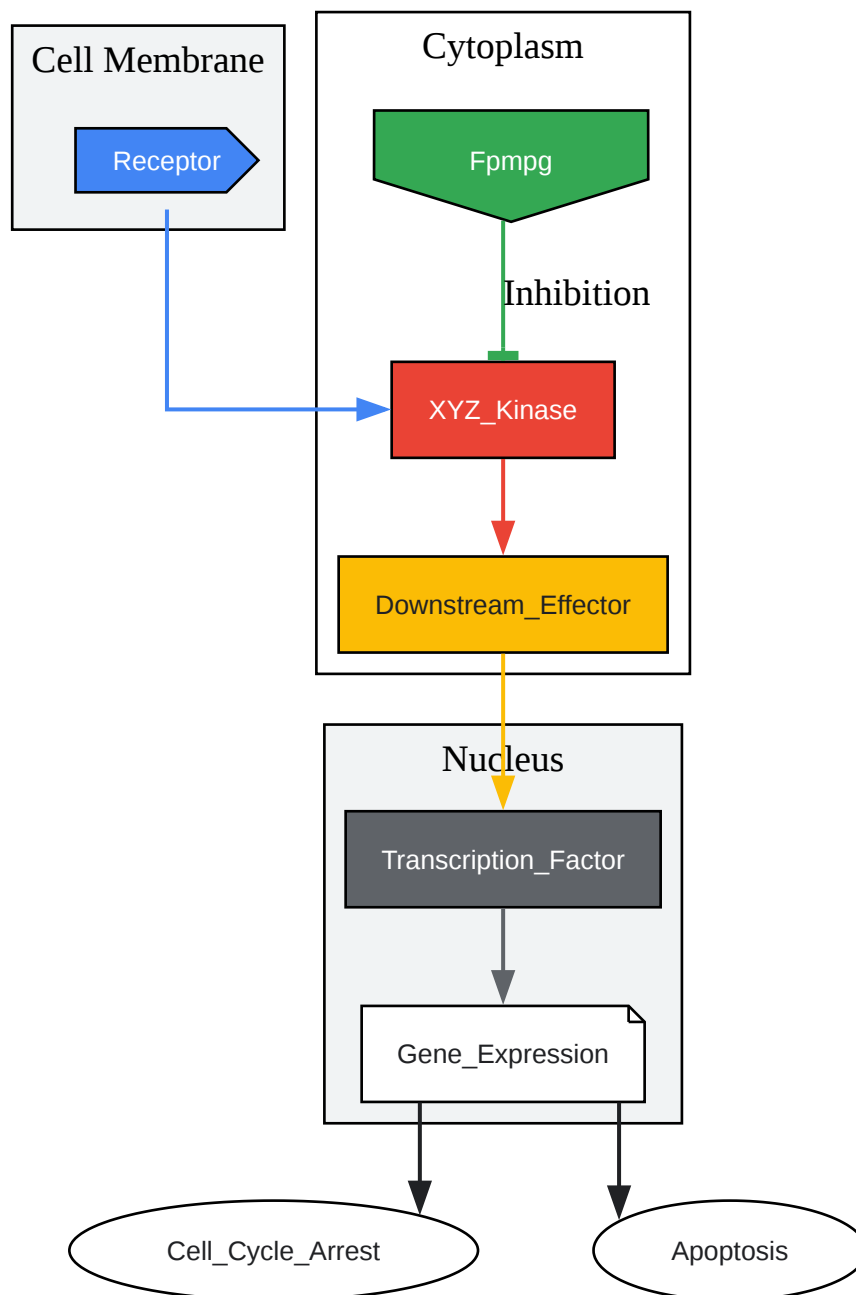 Cell Membrane
Receptor
Cytoplasm
Fpmpg
Inhibition
XYZ_Kinase
Downstream_Effector
Nucleus
Transcription_Factor
Gene_Expression
Cell_Cycle_Arrest
Apoptosis